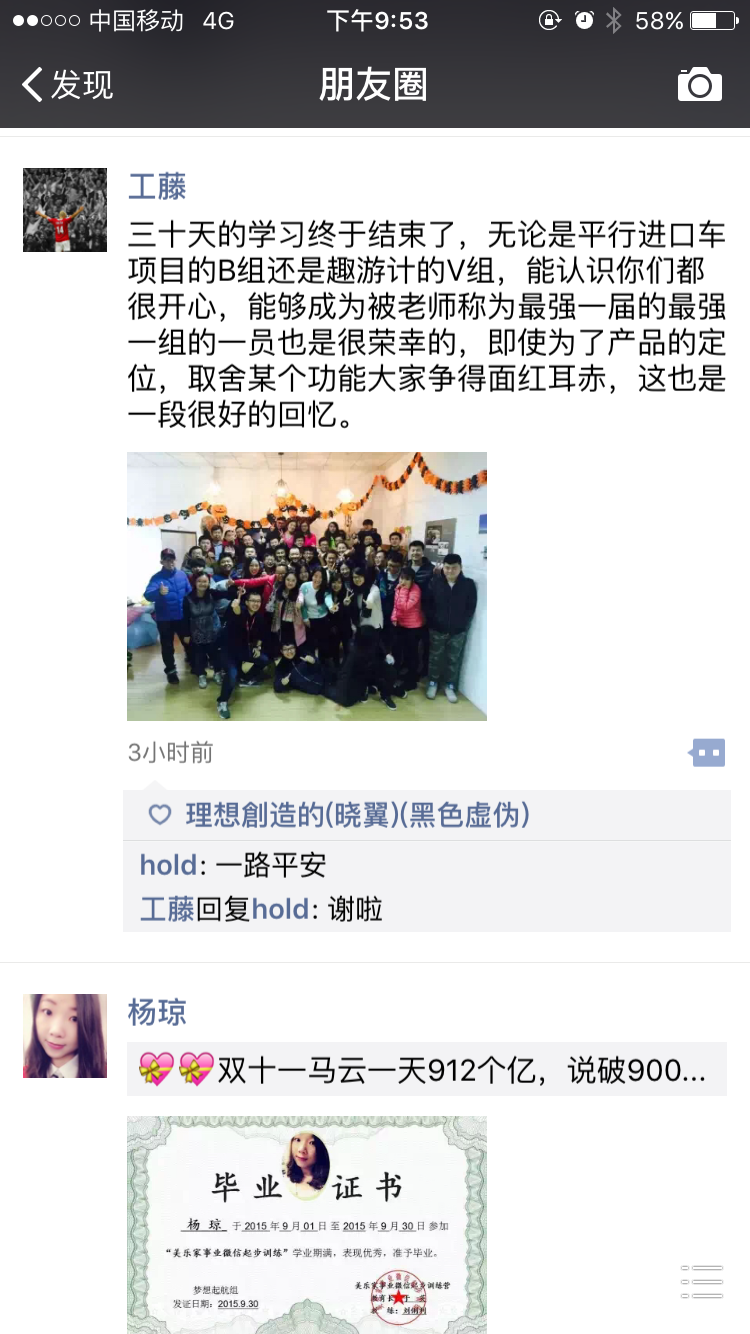 中国移动 4G 下午9:53 58%
发现 朋友圈
工藤
三十天的学习终于结束了，无论是平行进口车
项目的B组还是趣游计的V组，能认识你们都
很开心，能够成为被老师称为最强一届的最强
一组的一员也是很荣幸的，即使为了产品的定
位，取舍某个功能大家争得面红耳赤，这也是
一段很好的回忆。
14
3小时前
理想創造的(晓翼)(黑色虚伪)
hold: 一路平安
工藤回复hold: 谢啦
杨琼
💝💝双十一马云一天912个亿，说破900...
毕业证书
杨琼 于2015年9月01日至2015年9月30日参加
“美乐家事业微信起步训练”学业期满，表现优秀，准予毕业。
梦想起航组
发证日期：2015.9.30
美乐家事业微信起步训练营